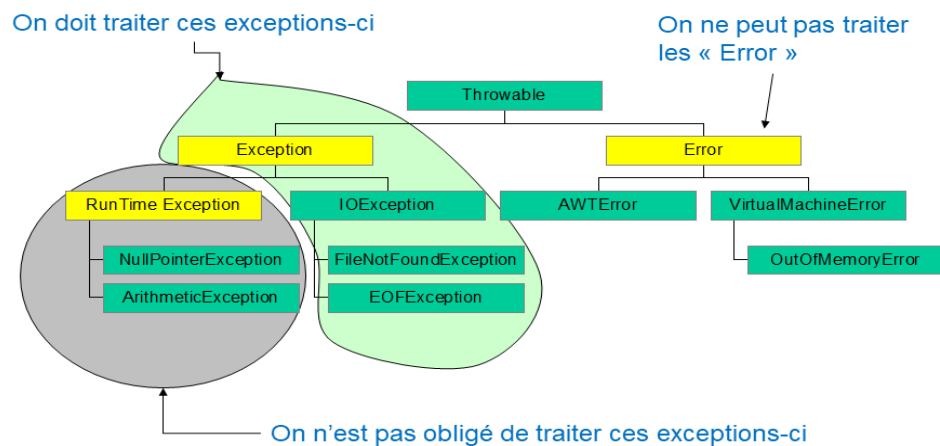 On doit traiter ces exceptions-ci
On ne peut pas traiter
les « Error »
Throwable
Exception
Error
RunTime Exception
IOException
AWTError
VirtualMachineError
NullPointerException
FileNotFoundException
OutOfMemoryError
ArithmeticException
EOFException
On n'est pas obligé de traiter ces exceptions-ci